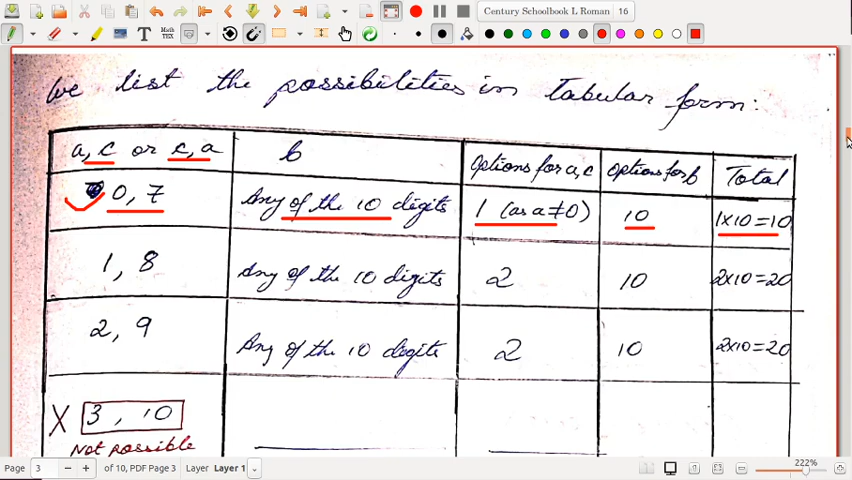 Century Schoolbook L Roman 16
We list the possibilities in tabular form:
a, c or c, a b Options for a, c Options for b Total
0, 7 Any of the 10 digits 1 (as a ≠ 0) 10 1×10=10
1, 8 Any of the 10 digits 2 10 2×10=20
2, 9 Any of the 10 digits 2 10 2×10=20
X 3, 10
Not possible
Page 3 of 10, PDF Page 3 Layer Layer 1 222%